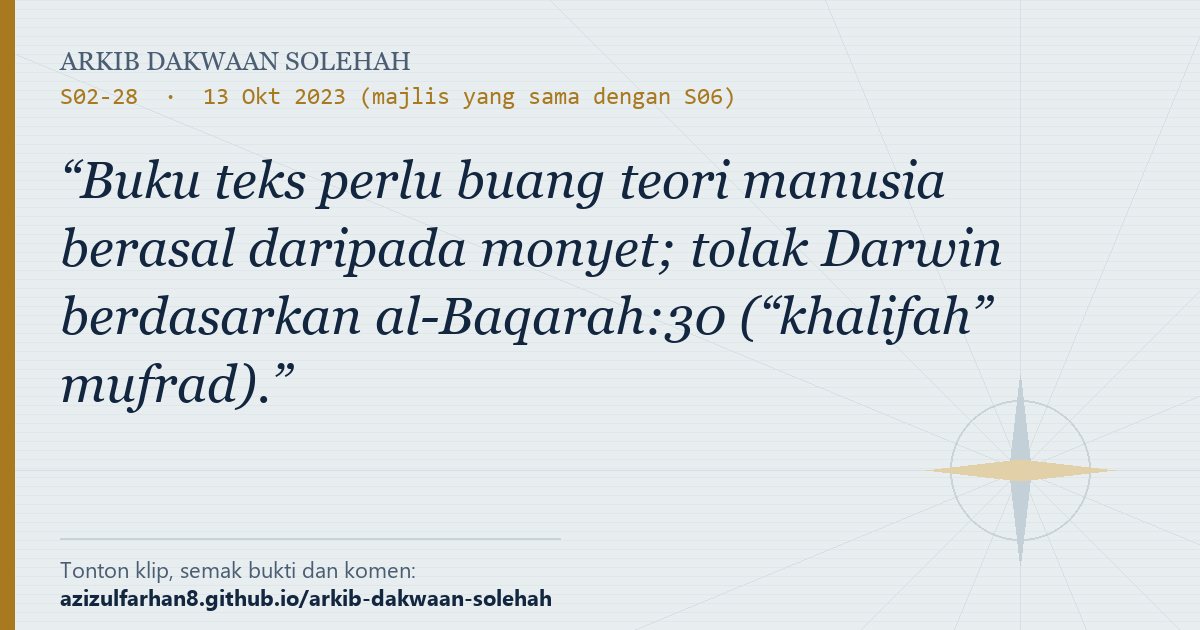 ARKIB DAKWAAN SOLEHAH
S02-28 · 13 Okt 2023 (majlis yang sama dengan S06)
“Buku teks perlu buang teori manusia
berasal daripada monyet; tolak Darwin
berdasarkan al-Baqarah:30 (“khalifah”
mufrad).”
Tonton klip, semak bukti dan komen:
azizulfarhan8.github.io/arkib-dakwaan-solehah